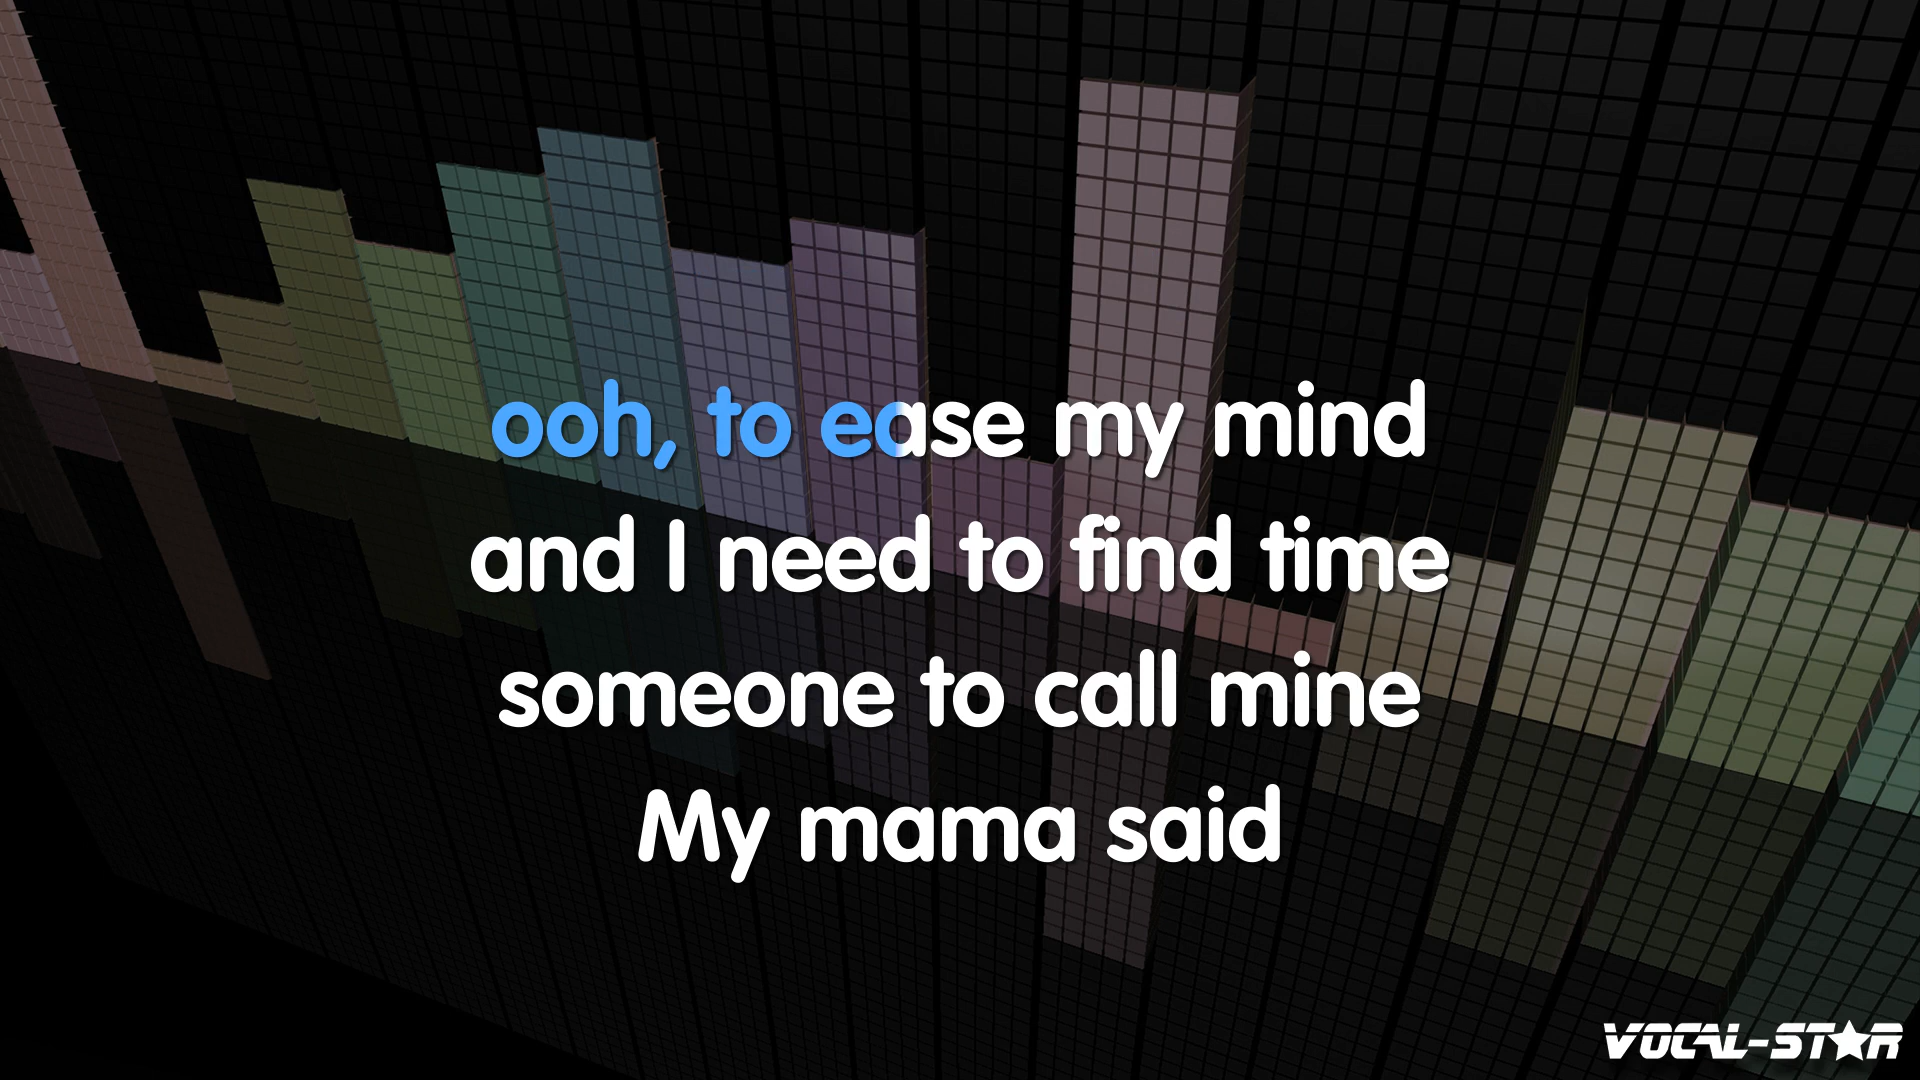 ooh, to ease my mind
and I need to find time
someone to call mine
My mama said
VOCAL-STAR